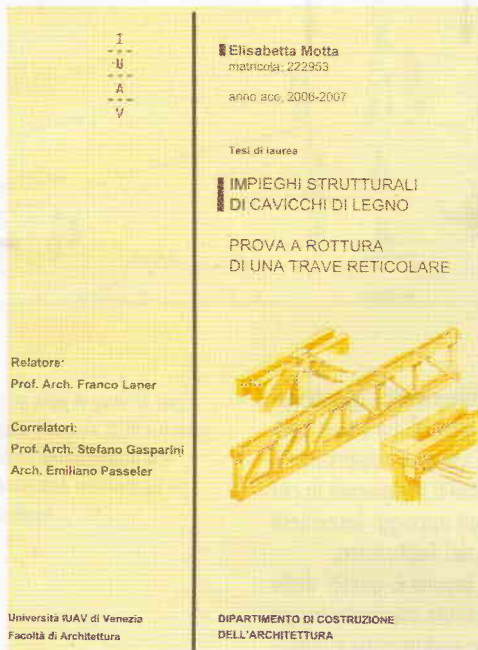 I
U
A
V
Elisabetta Motta
matricola: 222953
anno acc. 2006-2007
Tesi di laurea
IMPIEGHI STRUTTURALI
DI CAVICCHI DI LEGNO
PROVA A ROTTURA
DI UNA TRAVE RETICOLARE
Relatore:
Prof. Arch. Franco Laner
Correlatori:
Prof. Arch. Stefano Gasparini
Arch. Emiliano Passeler
Università IUAV di Venezia
Facoltà di Architettura
DIPARTIMENTO DI COSTRUZIONE
DELL'ARCHITETTURA